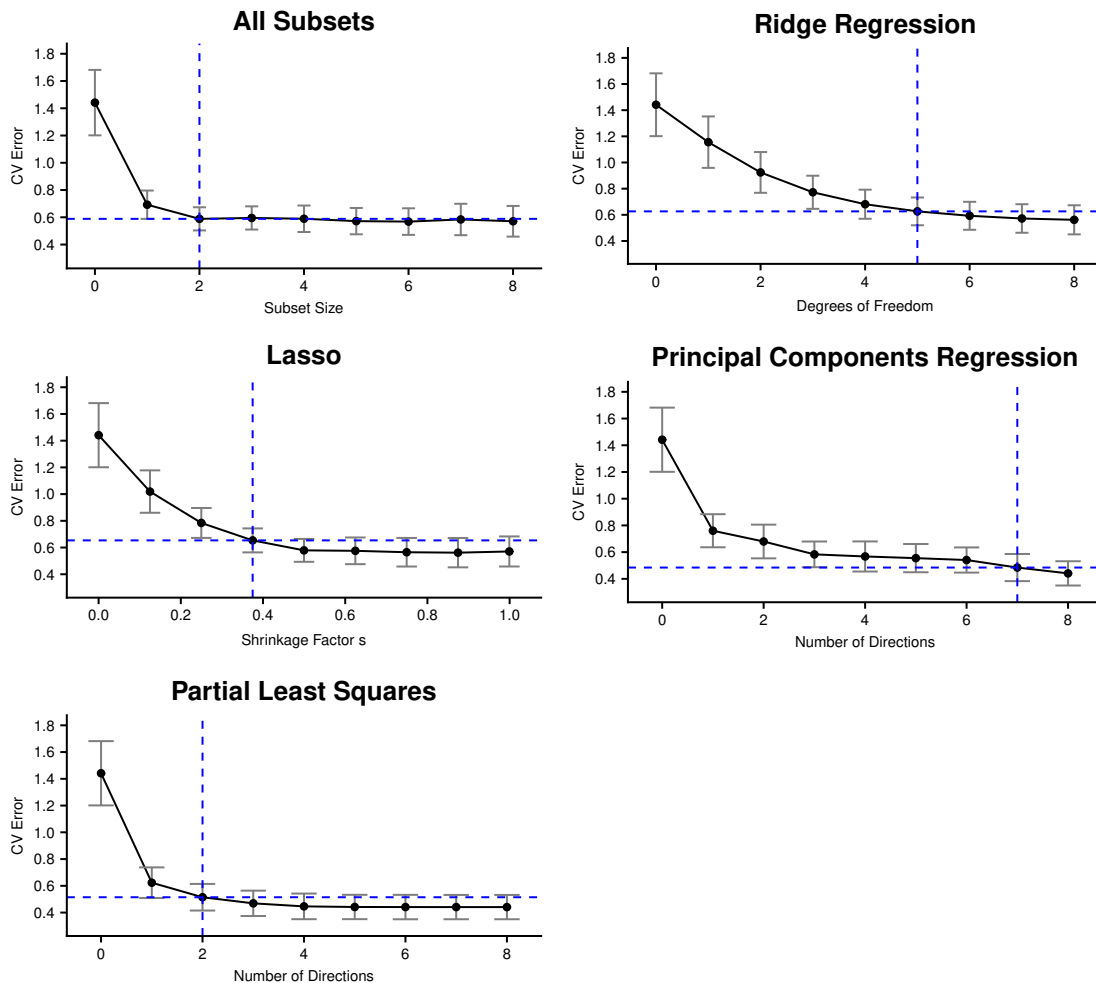 All Subsets
CV Error
1.8
1.6
1.4
1.2
1.0
0.8
0.6
0.4
0 2 4 6 8
Subset Size
Ridge Regression
CV Error
1.8
1.6
1.4
1.2
1.0
0.8
0.6
0.4
0 2 4 6 8
Degrees of Freedom
Lasso
CV Error
1.8
1.6
1.4
1.2
1.0
0.8
0.6
0.4
0.0 0.2 0.4 0.6 0.8 1.0
Shrinkage Factor s
Principal Components Regression
CV Error
1.8
1.6
1.4
1.2
1.0
0.8
0.6
0.4
0 2 4 6 8
Number of Directions
Partial Least Squares
CV Error
1.8
1.6
1.4
1.2
1.0
0.8
0.6
0.4
0 2 4 6 8
Number of Directions